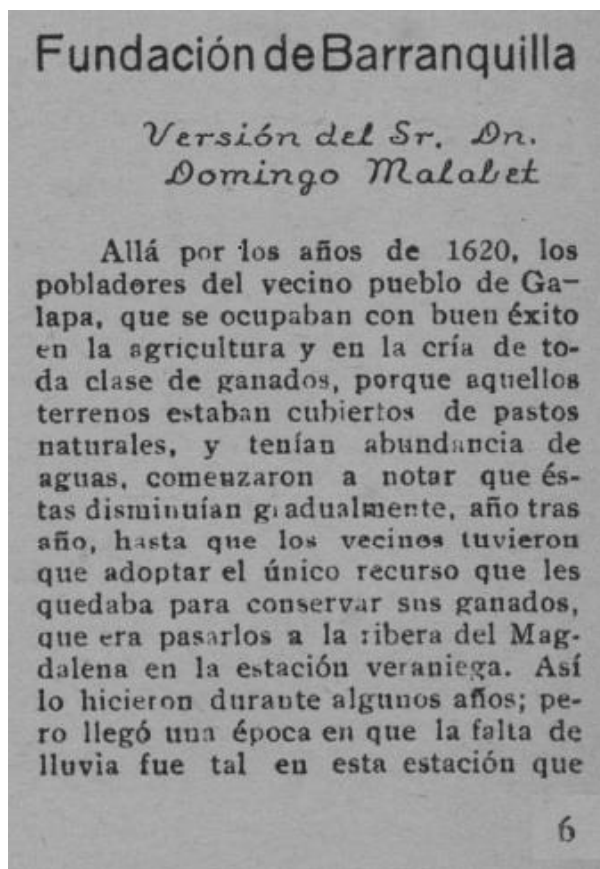 Fundación de Barranquilla
Versión del Sr. Dn.
Domingo Malabet
Allá por los años de 1620, los
pobladores del vecino pueblo de Ga-
lapa, que se ocupaban con buen éxito
en la agricultura y en la cría de to-
da clase de ganados, porque aquellos
terrenos estaban cubiertos de pastos
naturales, y tenían abundancia de
aguas, comenzaron a notar que és-
tas disminuían gradualmente, año tras
año, hasta que los vecinos tuvieron
que adoptar el único recurso que les
quedaba para conservar sus ganados,
que era pasarlos a la ribera del Mag-
dalena en la estación veraniega. Así
lo hicieron durante algunos años; pe-
ro llegó una época en que la falta de
lluvia fue tal en esta estación que
6